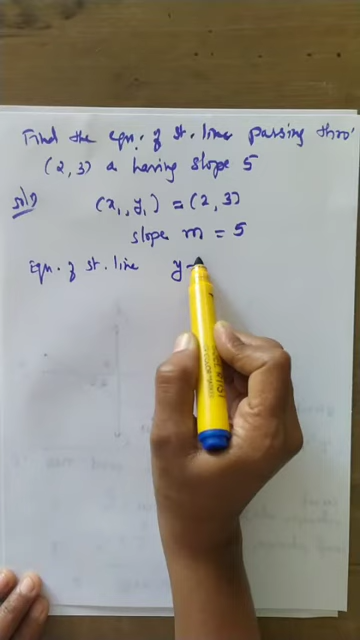 Find the eqn. of st. line passing thro'
(2, 3) & having slope 5
Soln
(x₁, y₁) = (2, 3)
slope m = 5
Eqn. of st. line y -